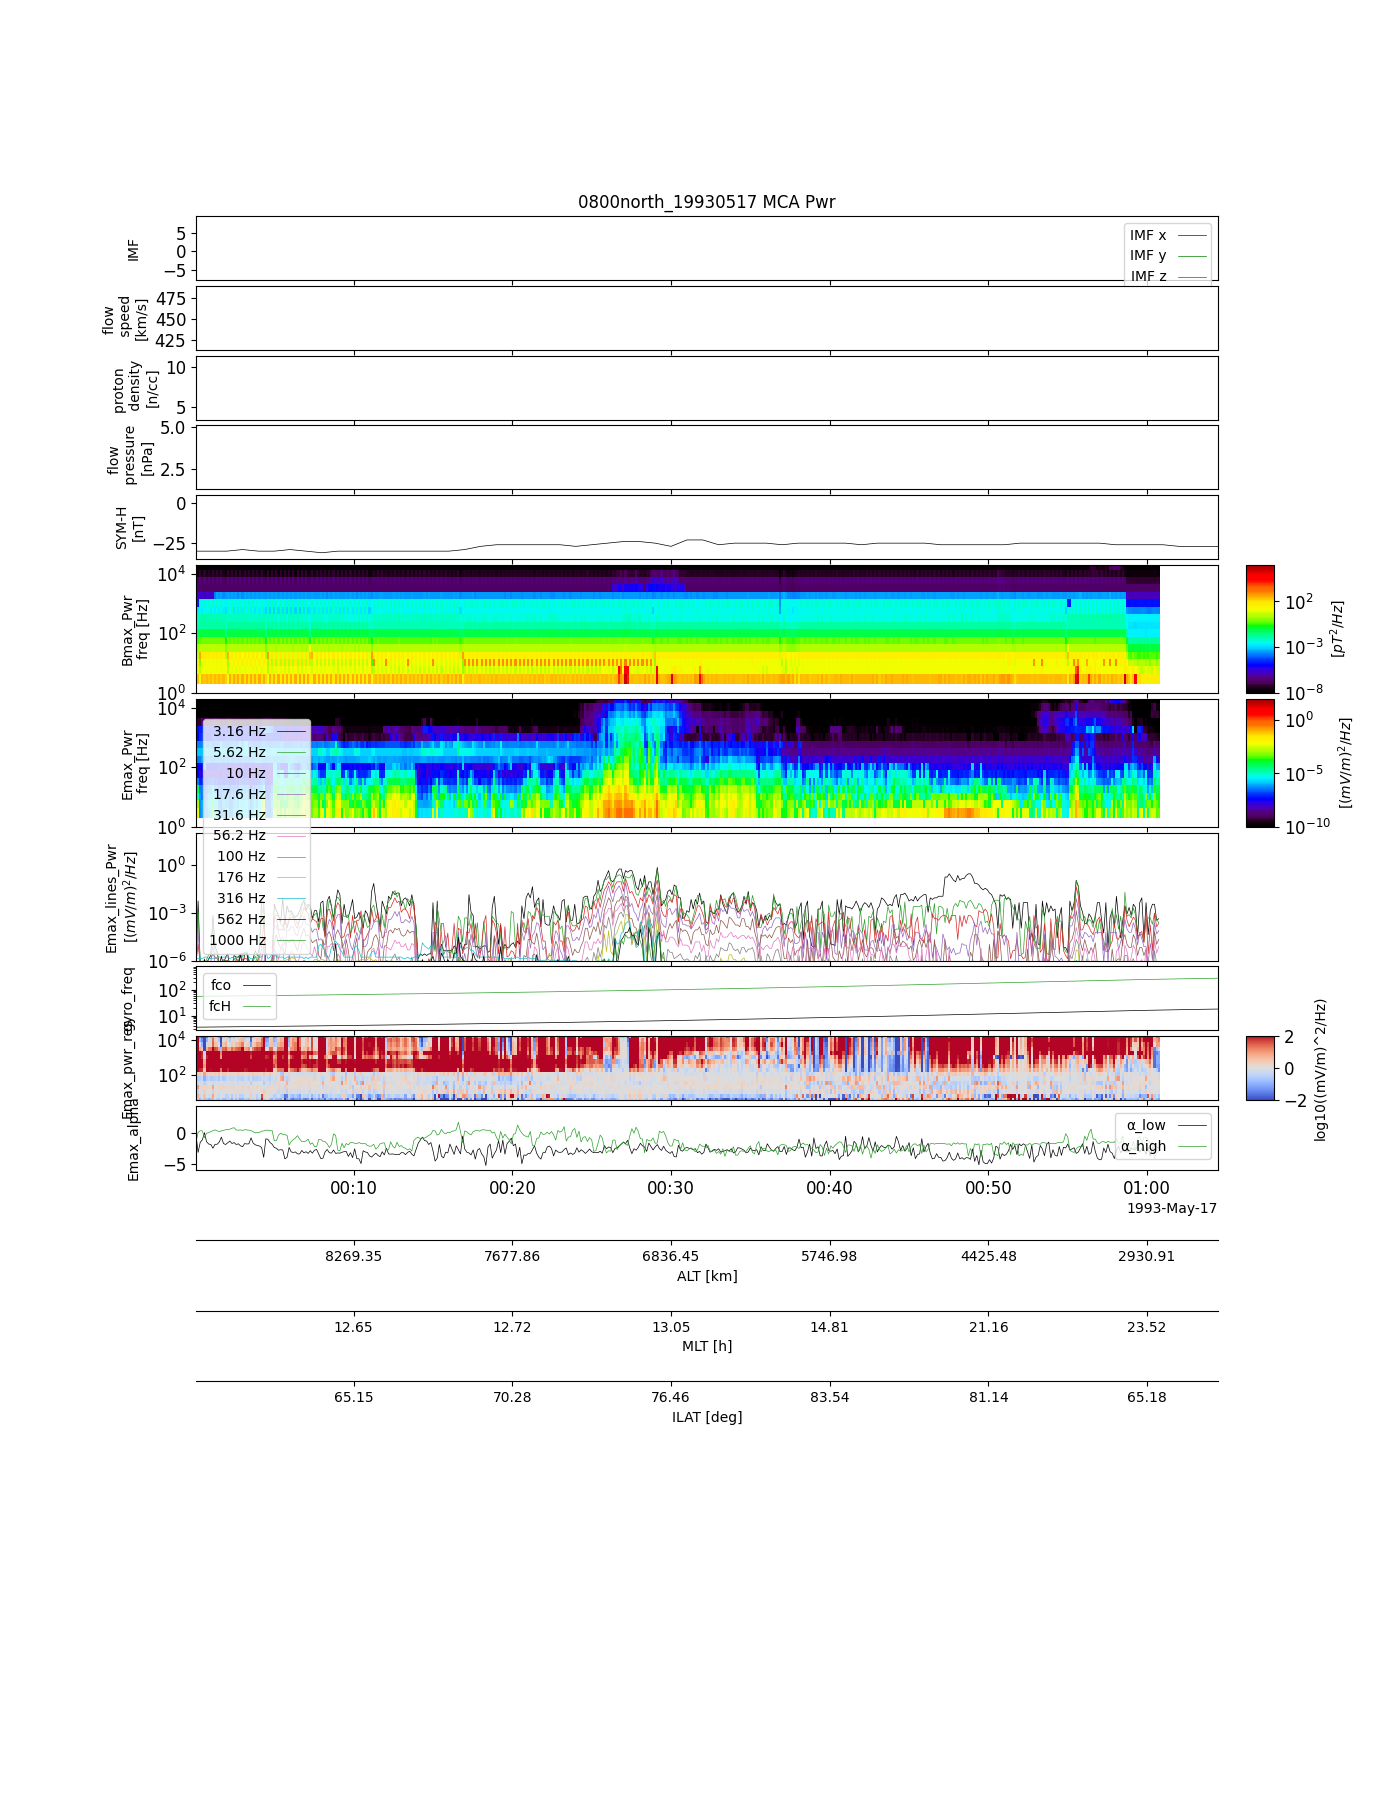 0800north_19930517 MCA Pwr
IMF
5
0
−5
IMF x
IMF y
IMF z
flow
speed
[km/s]
475
450
425
proton
density
[n/cc]
10
5
flow
pressure
[nPa]
5.0
2.5
SYM-H
[nT]
0
−25
Bmax_Pwr
freq [Hz]
10^4
10^2
10^0
10^2
10^−3
10^−8
[pT^2/Hz]
Emax_Pwr
freq [Hz]
10^4
10^2
10^0
10^0
10^−5
10^−10
[(mV/m)^2/Hz]
3.16 Hz
5.62 Hz
10 Hz
17.6 Hz
31.6 Hz
56.2 Hz
100 Hz
176 Hz
316 Hz
562 Hz
1000 Hz
Emax_lines_Pwr
[(mV/m)^2/Hz]
10^0
10^−3
10^−6
gyro_freq
10^2
10^1
fco
fcH
Emax_pwr_reg
10^4
10^2
2
0
−2
log10((mV/m)^2/Hz)
Emax_alpha
0
−5
α_low
α_high
00:10 00:20 00:30 00:40 00:50 01:00
1993-May-17
8269.35 7677.86 6836.45 5746.98 4425.48 2930.91
ALT [km]
12.65 12.72 13.05 14.81 21.16 23.52
MLT [h]
65.15 70.28 76.46 83.54 81.14 65.18
ILAT [deg]